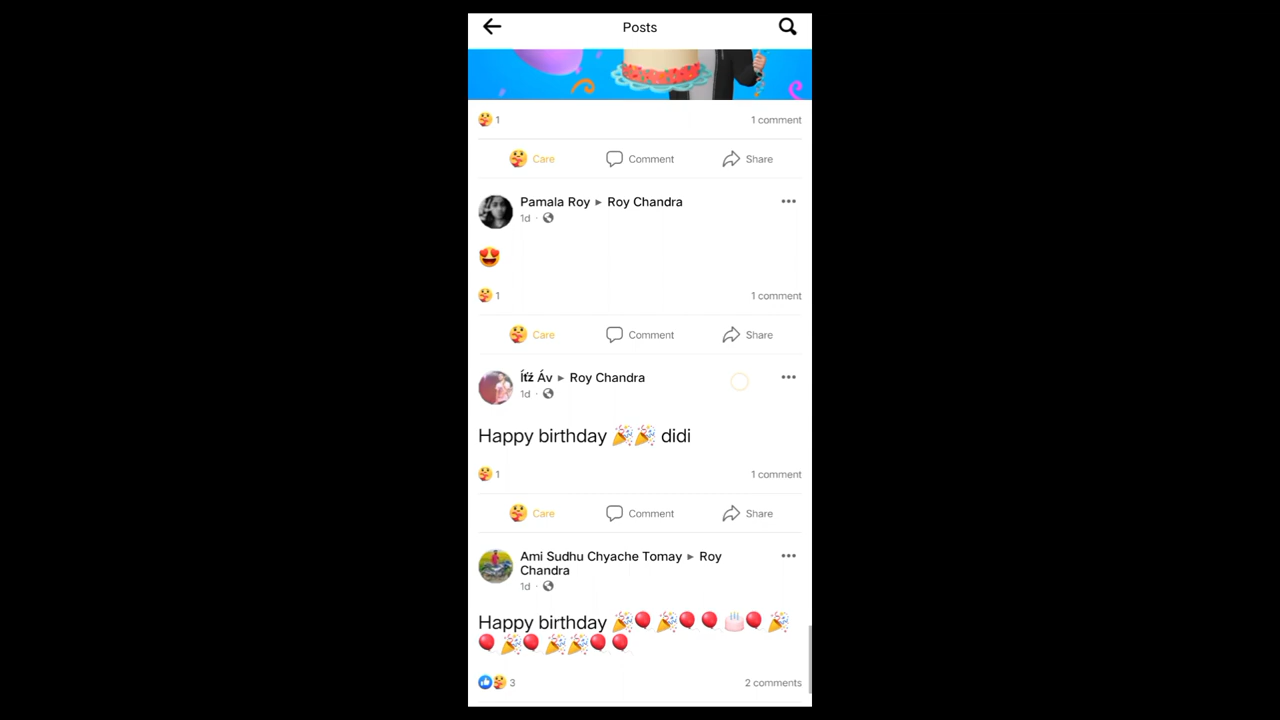 Posts
1 1 comment
Care Comment Share
Pamala Roy ▸ Roy Chandra
1d ·
😍
1 1 comment
Care Comment Share
Íťź Áv ▸ Roy Chandra
1d ·
Happy birthday 🎉🎉 didi
1 1 comment
Care Comment Share
Ami Sudhu Chyache Tomay ▸ Roy
Chandra
1d ·
Happy birthday 🎉🎈🎉🎈🎈🎂🎈🎉
🎈🎉🎈🎉🎉🎈🎈
3 2 comments